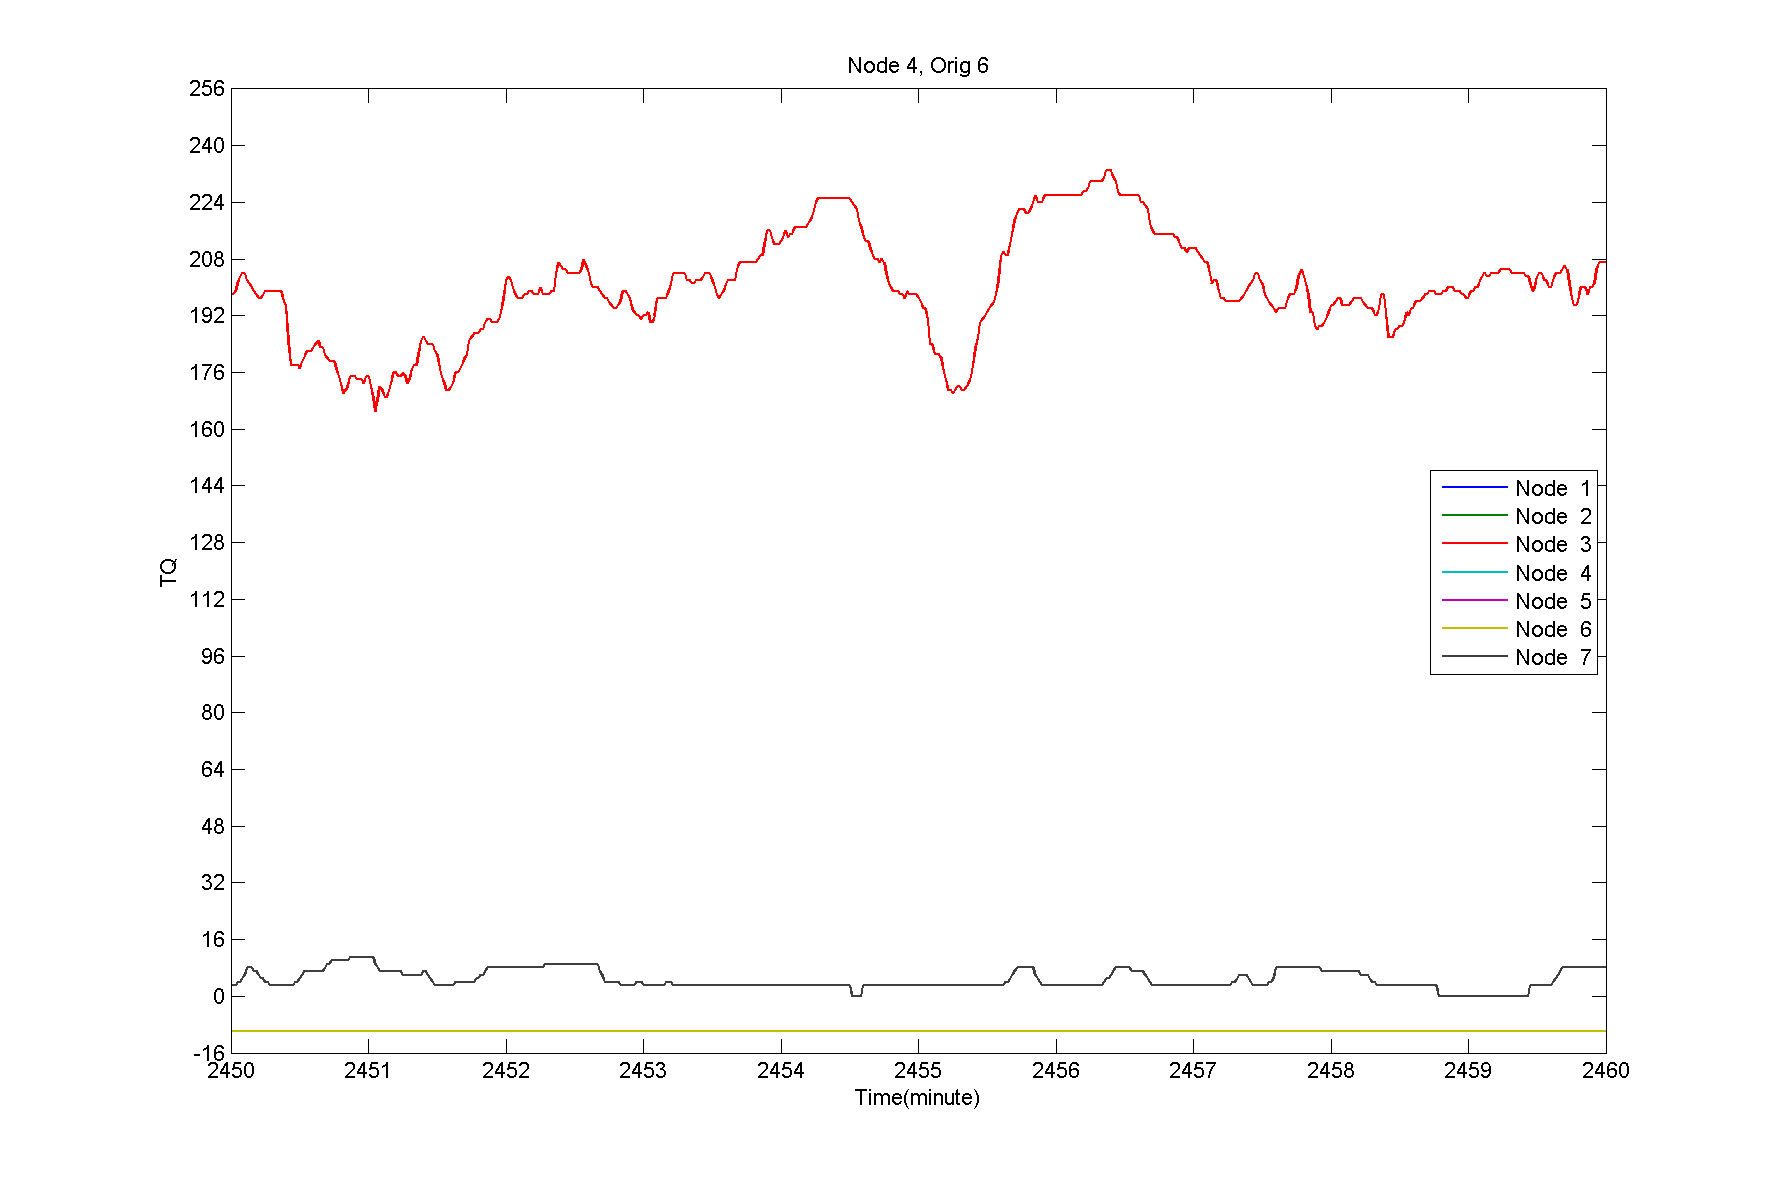 Node 4, Orig 6
256
240
224
208
192
176
160
144
128
112
96
80
64
48
32
16
0
-16
TQ
Node 1
Node 2
Node 3
Node 4
Node 5
Node 6
Node 7
2450 2451 2452 2453 2454 2455 2456 2457 2458 2459 2460
Time(minute)